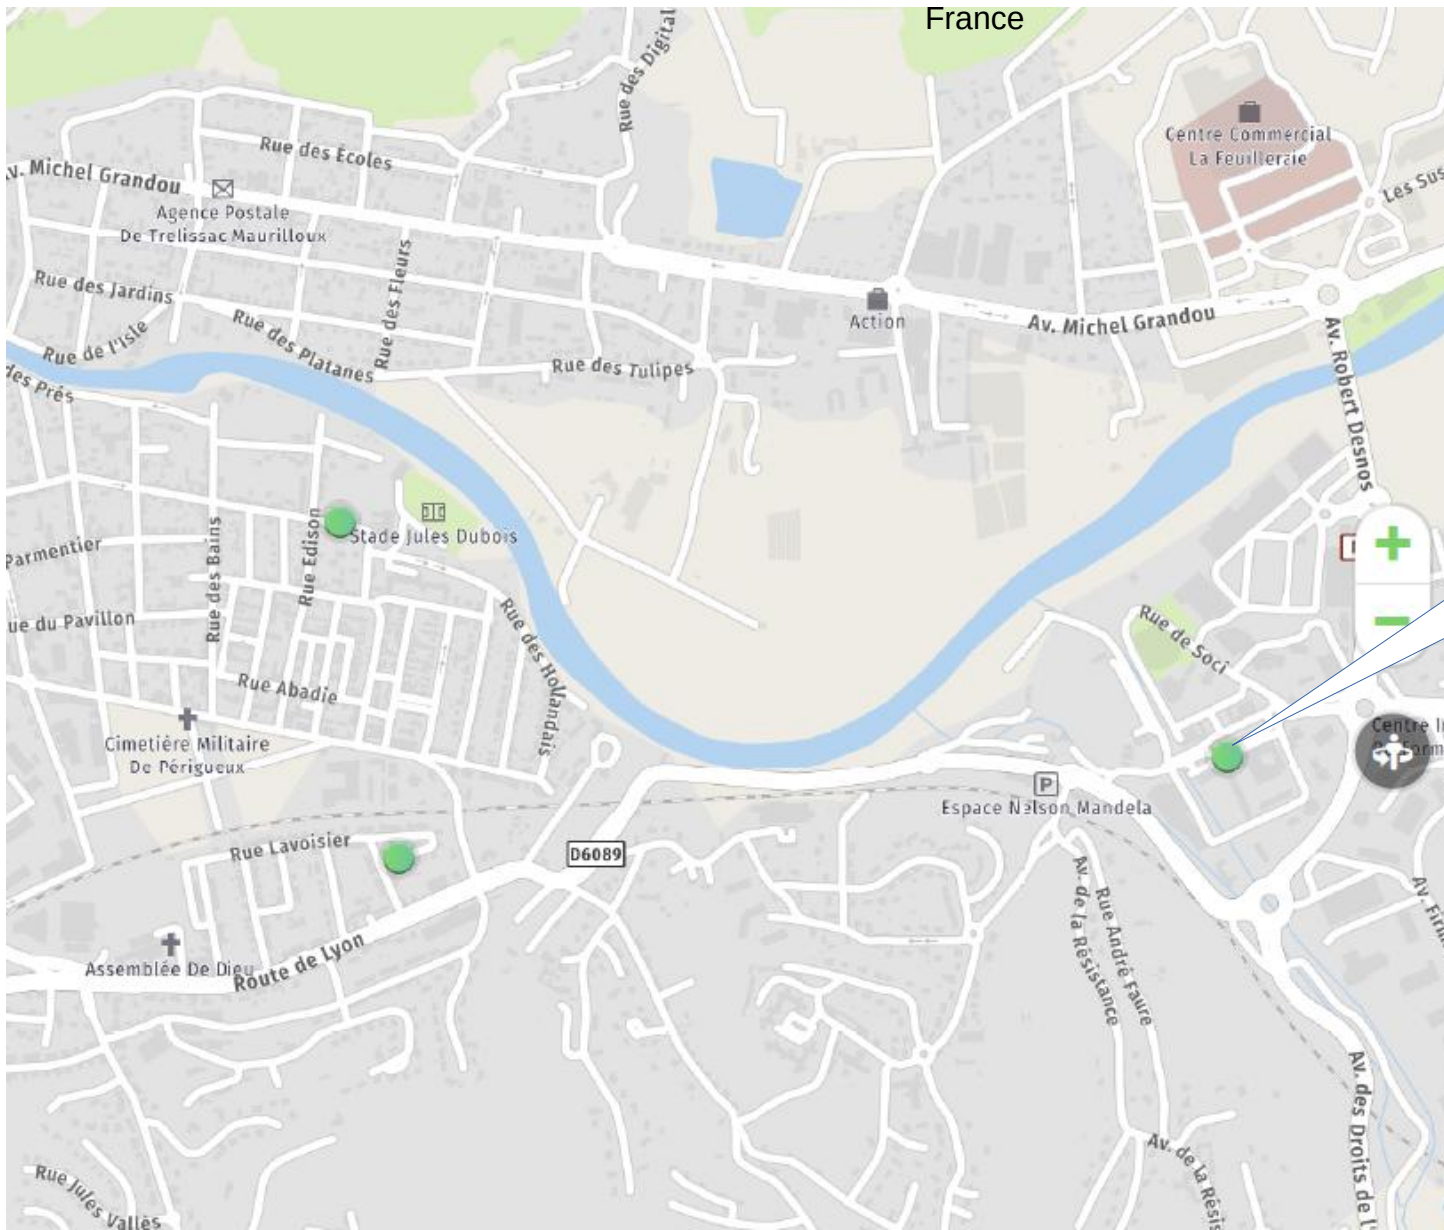 France
Rue des Digital
Centre Commercial
La Feuilleraie
Rue des Écoles
v. Michel Grandou
Agence Postale
De Trelissac Maurilloux
Les Sus
Rue des Jardins
Rue des Fleurs
Rue de l'Isle
Rue des Platanes
Rue des Tulipes
Action
Av. Michel Grandou
Av. Robert Desnos
des Prés
Stade Jules Dubois
Rue Edison
Rue des Bains
Parmentier
ue du Pavillon
Rue des Hollandais
Rue Abadie
Rue de Soci
Cimetière Militaire
De Périgueux
Centre I
Form
P
Espace Nelson Mandela
Rue Lavoisier
D6089
Av. de la Résistance
Rue André Faure
Av. Firm
Assemblée De Dieu
Route de Lyon
Av. des Droits de l'
Av. de la Résis
Rue Jules Vallès